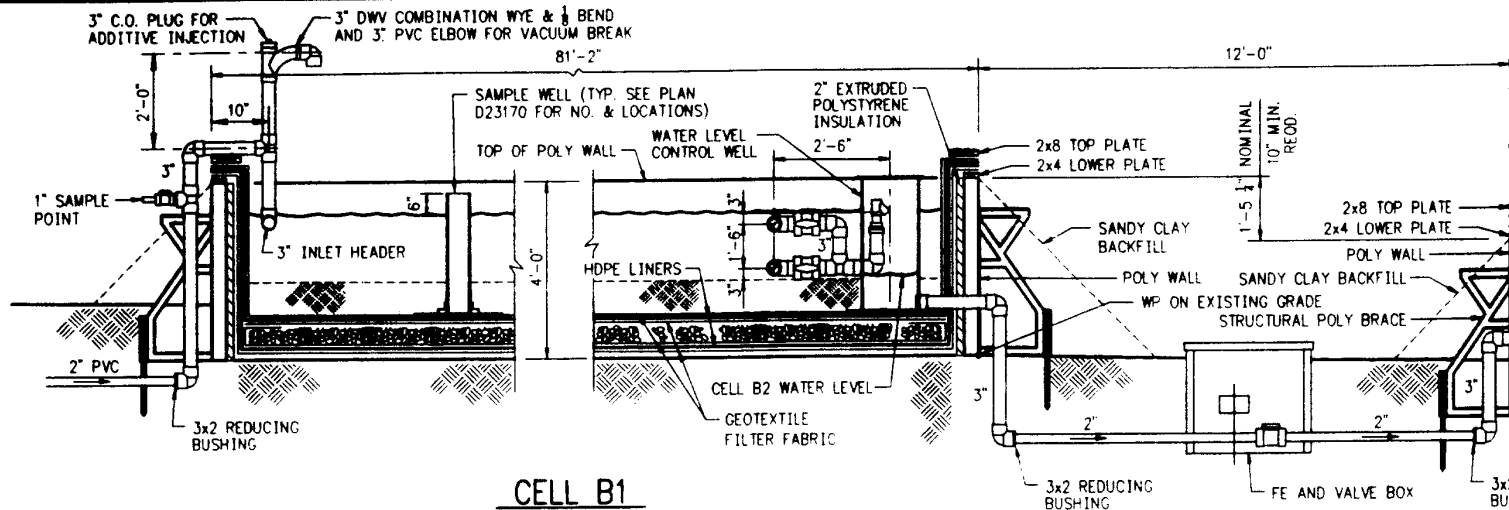 3" C.O. PLUG FOR
ADDITIVE INJECTION
3" DWV COMBINATION WYE & 1/8 BEND
AND 3" PVC ELBOW FOR VACUUM BREAK
81'-2"
12'-0"
2'-0"
10"
3"
SAMPLE WELL (TYP. SEE PLAN
D23170 FOR NO. & LOCATIONS)
WATER LEVEL
CONTROL WELL
TOP OF POLY WALL
2" EXTRUDED
POLYSTYRENE
INSULATION
2'-6"
2x8 TOP PLATE
2x4 LOWER PLATE
1'-5 1/2" NOMINAL
10" MIN.
REQD.
1" SAMPLE
POINT
6"
3"
1'-6"
1'-6"
3"
3"
3" INLET HEADER
4'-0"
HDPE LINERS
SANDY CLAY
BACKFILL
2x8 TOP PLATE
2x4 LOWER PLATE
POLY WALL
POLY WALL
SANDY CLAY BACKFILL
WP ON EXISTING GRADE
STRUCTURAL POLY BRACE
2" PVC
CELL B2 WATER LEVEL
GEOTEXTILE
FILTER FABRIC
3x2 REDUCING
BUSHING
3"
2"
2"
3"
3x2 REDUCING
BUSHING
FE AND VALVE BOX
3x2
BU
CELL B1